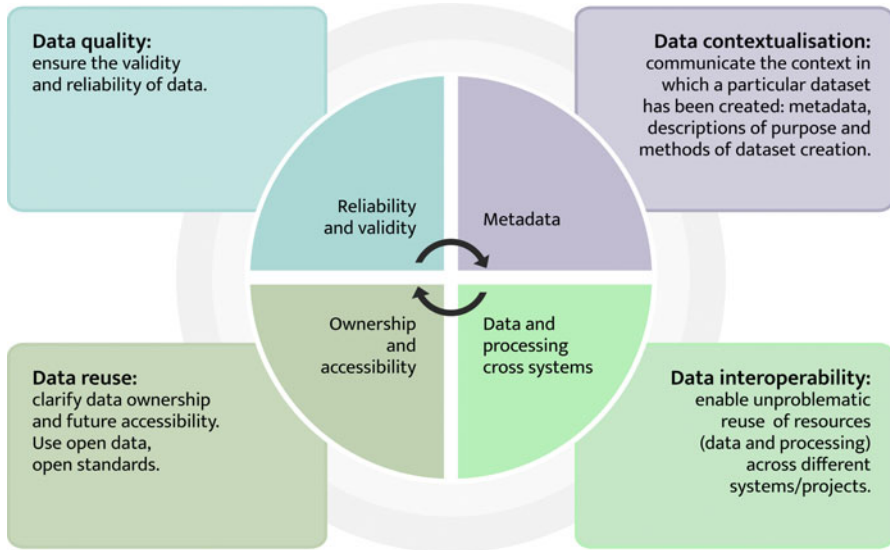 Data quality:
ensure the validity
and reliability of data.
Data contextualisation:
communicate the context in
which a particular dataset
has been created: metadata,
descriptions of purpose and
methods of dataset creation.
Reliability
and validity
Metadata
Ownership
and
accessibility
Data and
processing
cross systems
Data reuse:
clarify data ownership
and future accessibility.
Use open data,
open standards.
Data interoperability:
enable unproblematic
reuse of resources
(data and processing)
across different
systems/projects.